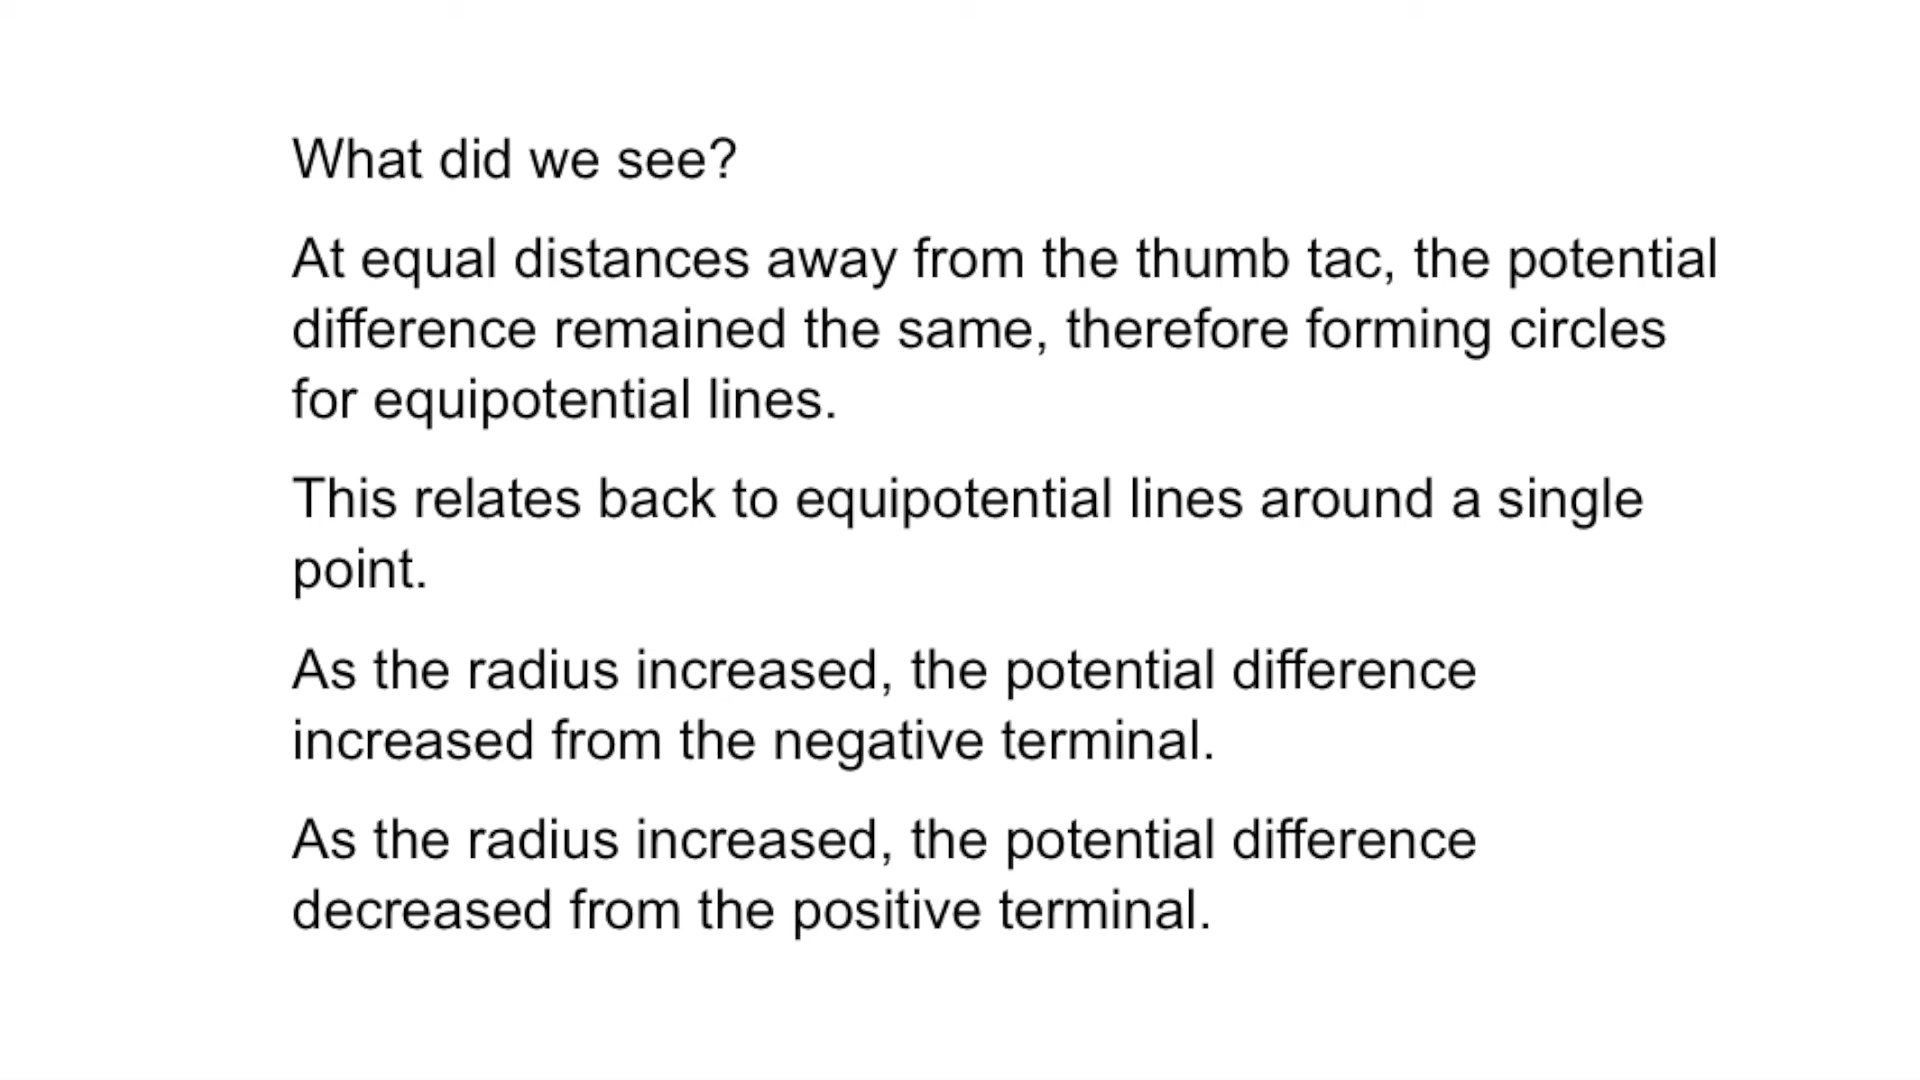 What did we see?
At equal distances away from the thumb tac, the potential
difference remained the same, therefore forming circles
for equipotential lines.
This relates back to equipotential lines around a single
point.
As the radius increased, the potential difference
increased from the negative terminal.
As the radius increased, the potential difference
decreased from the positive terminal.